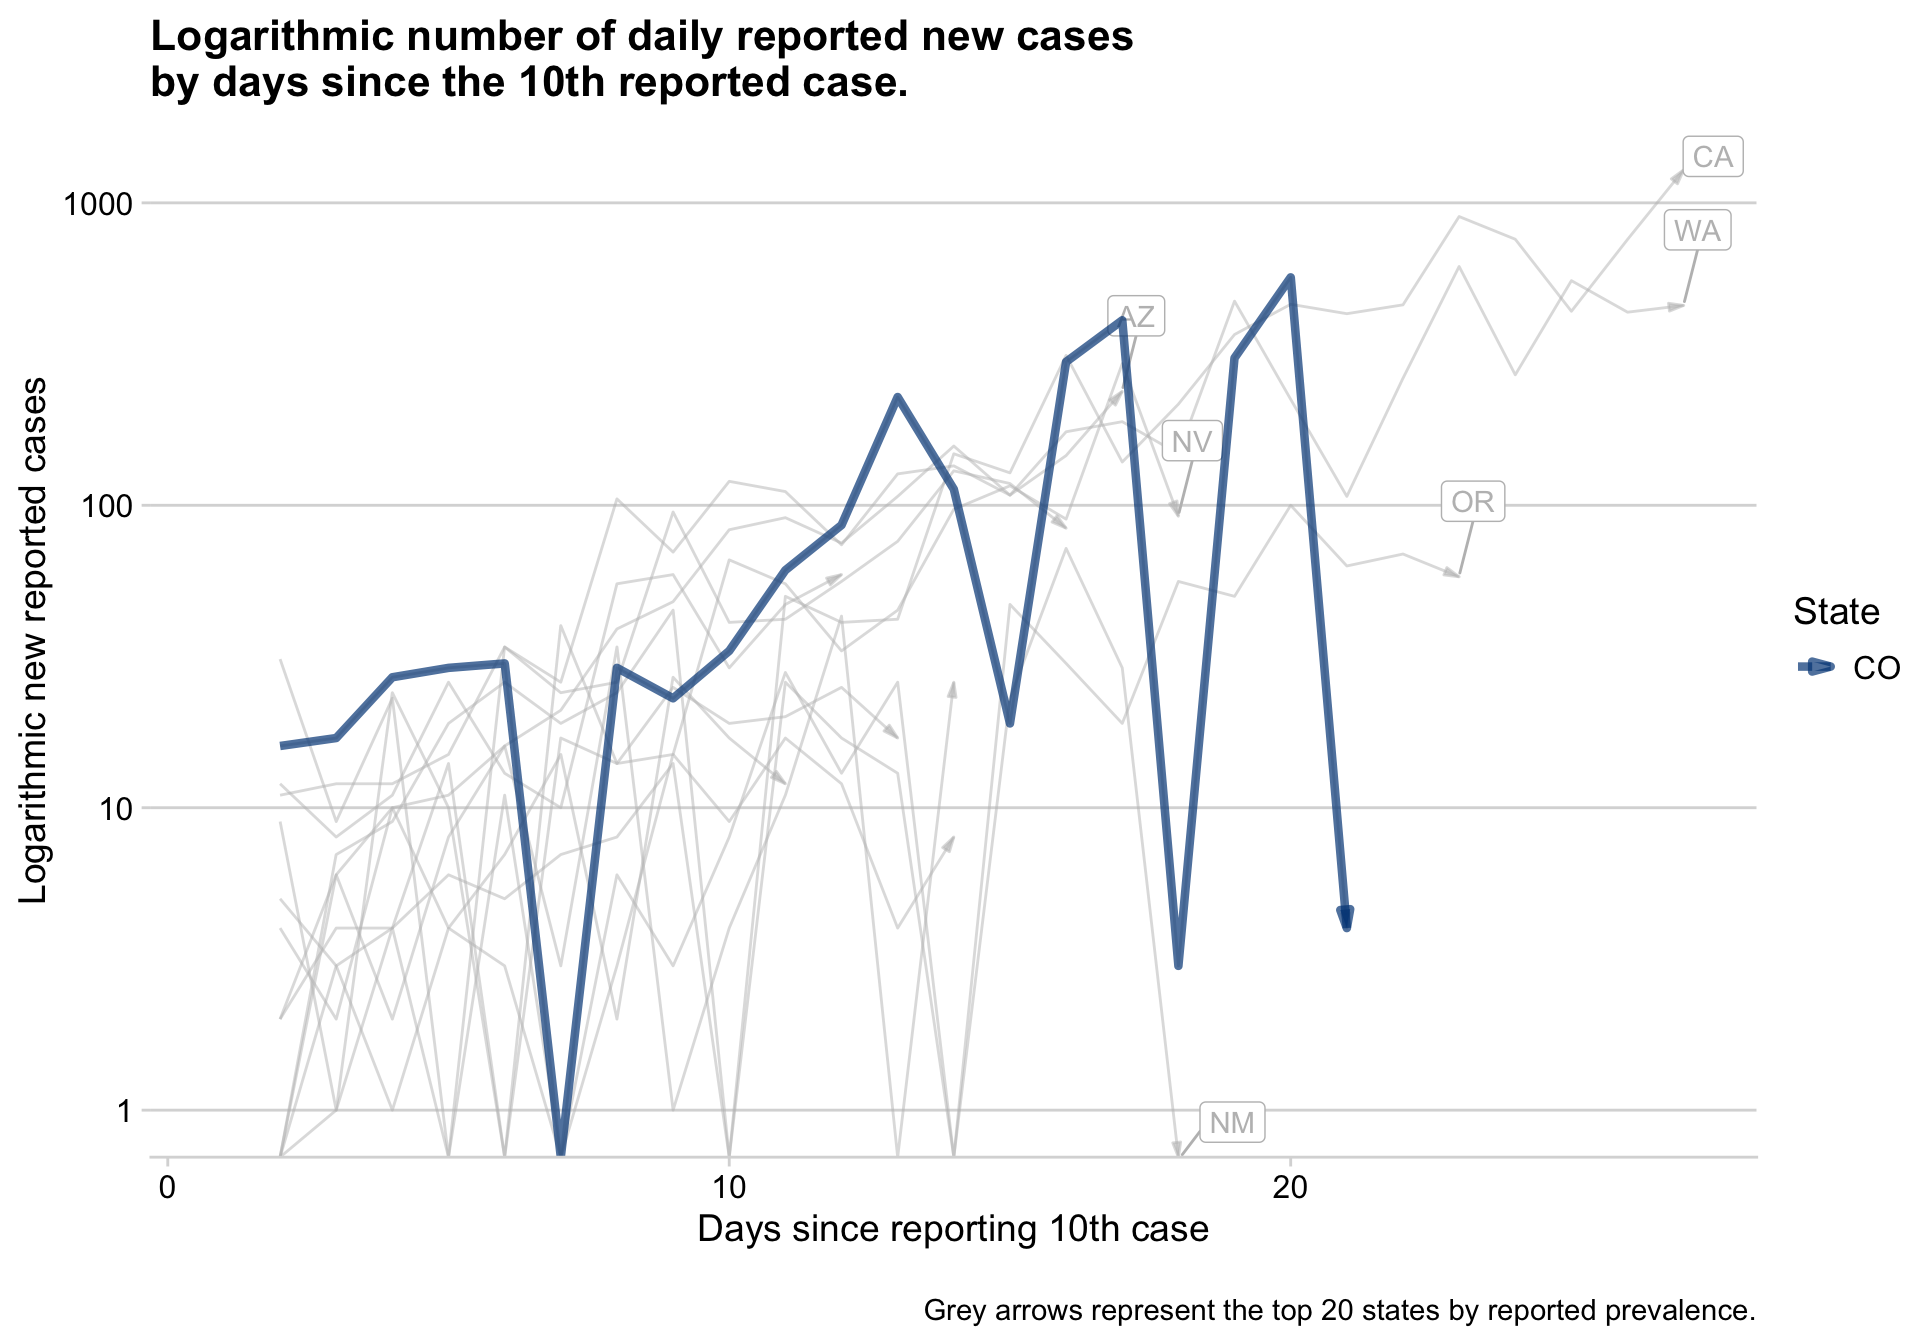 Logarithmic number of daily reported new cases
by days since the 10th reported case.
CA
1000
WA
AZ
NV
100
OR
State
CO
10
1
NM
0
10
20
Logarithmic new reported cases
Days since reporting 10th case
Grey arrows represent the top 20 states by reported prevalence.